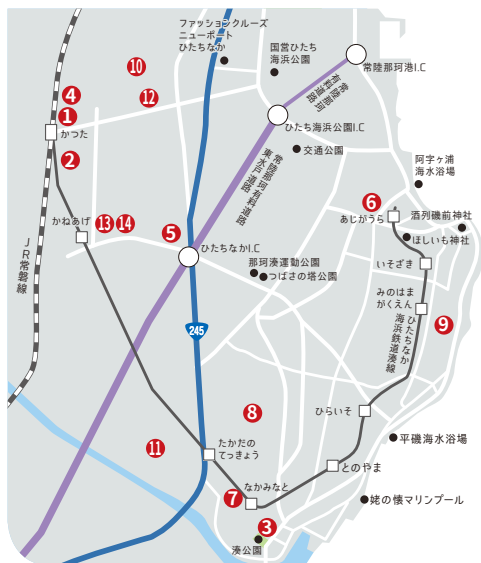 ファッションクルーズ
ニューポート
ひたちなか
国営ひたち
海浜公園
常陸那珂港I.C
常陸那珂
有料道路
10
4
12
1
かつた
ひたち海浜公園I.C
交通公園
2
常陸那珂有料道路
東水戸道路
阿字ヶ浦
海水浴場
6
あじがうら
酒列磯前神社
ほしいも神社
かねあげ
13
14
5
ひたちなかI.C
いそざき
JR常磐線
那珂湊運動公園
つばさの塔公園
みのはま
がくえん
ひたちなか
海浜鉄道湊線
9
245
8
ひらいそ
平磯海水浴場
11
たかだの
てっきょう
とのやま
なかみなと
7
姥の懐マリンプール
3
湊公園